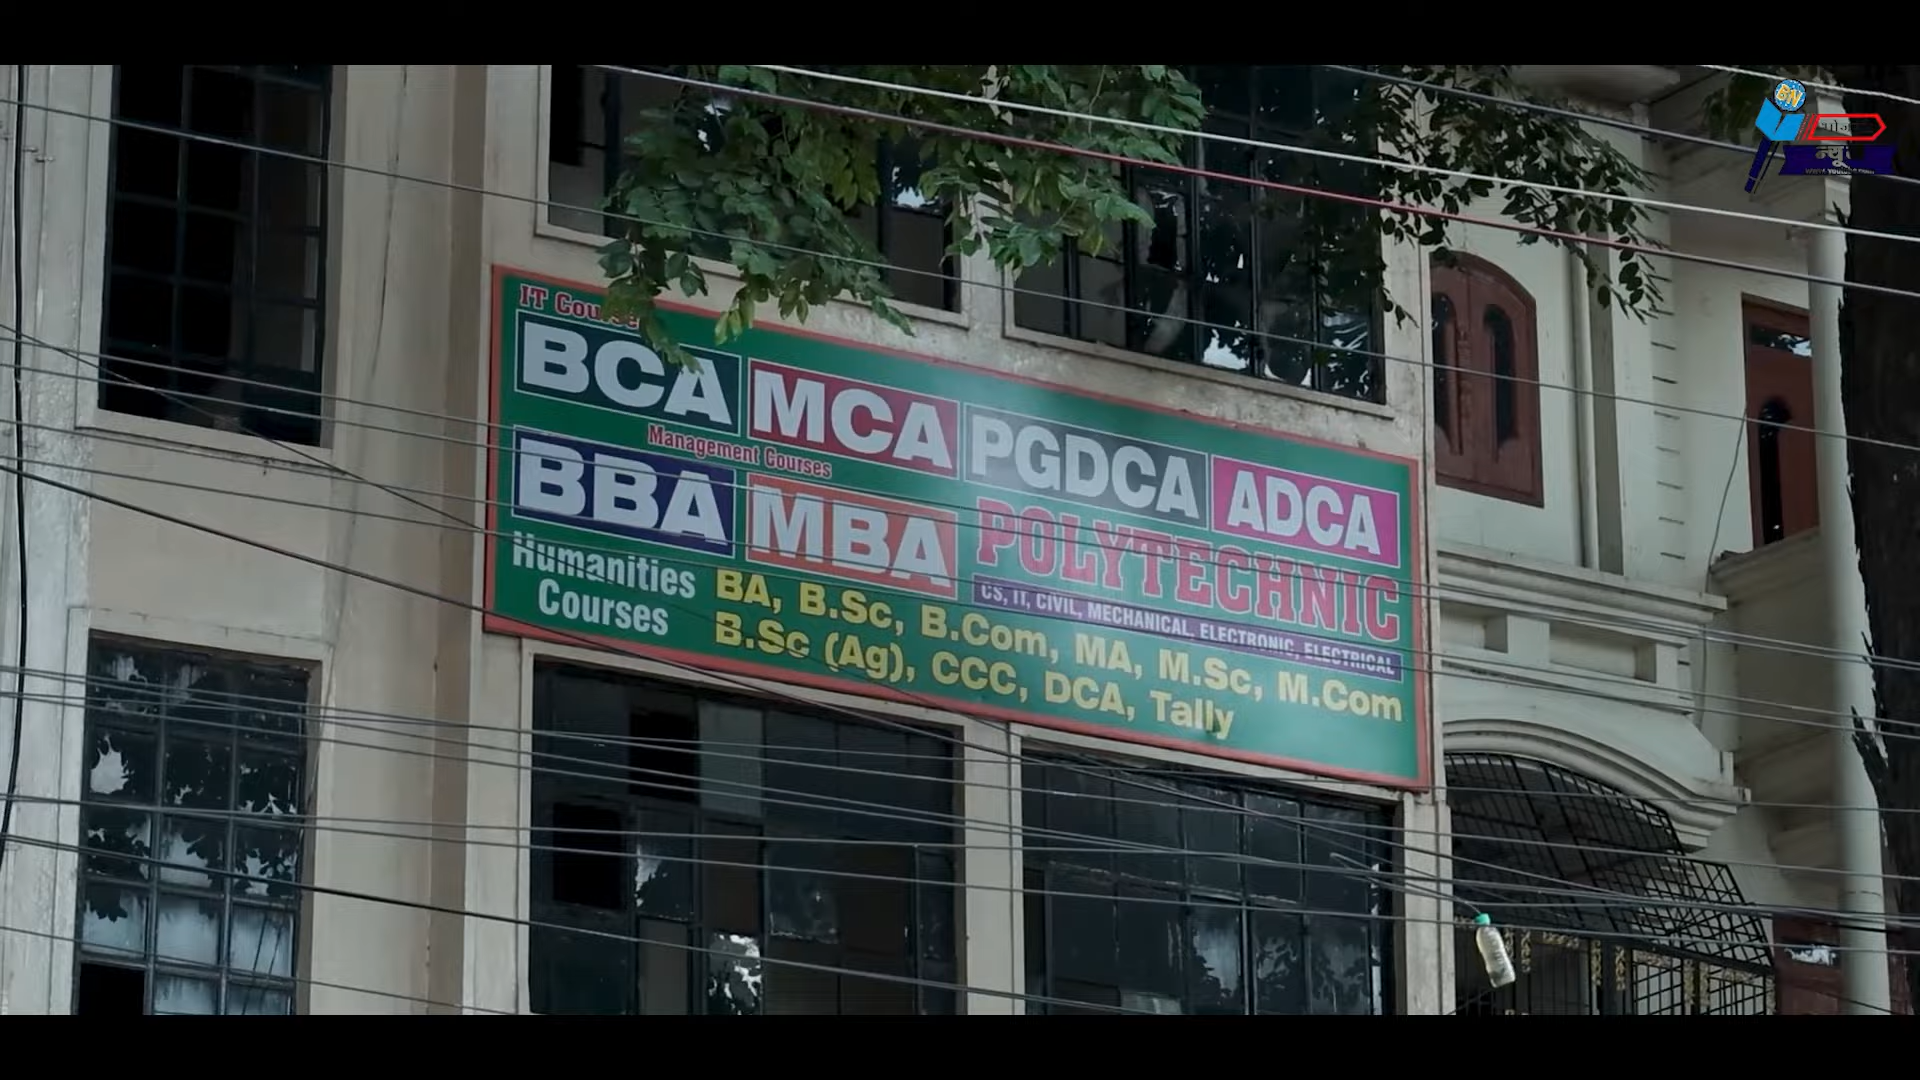 IT Course
BCA MCA PGDCA ADCA
Management Courses
BBA MBA POLYTECHNIC
CS, IT, CIVIL, MECHANICAL, ELECTRONIC, ELECTRICAL
Humanities Courses
BA, B.Sc, B.Com, MA, M.Sc, M.Com
B.Sc (Ag), CCC, DCA, Tally
BN